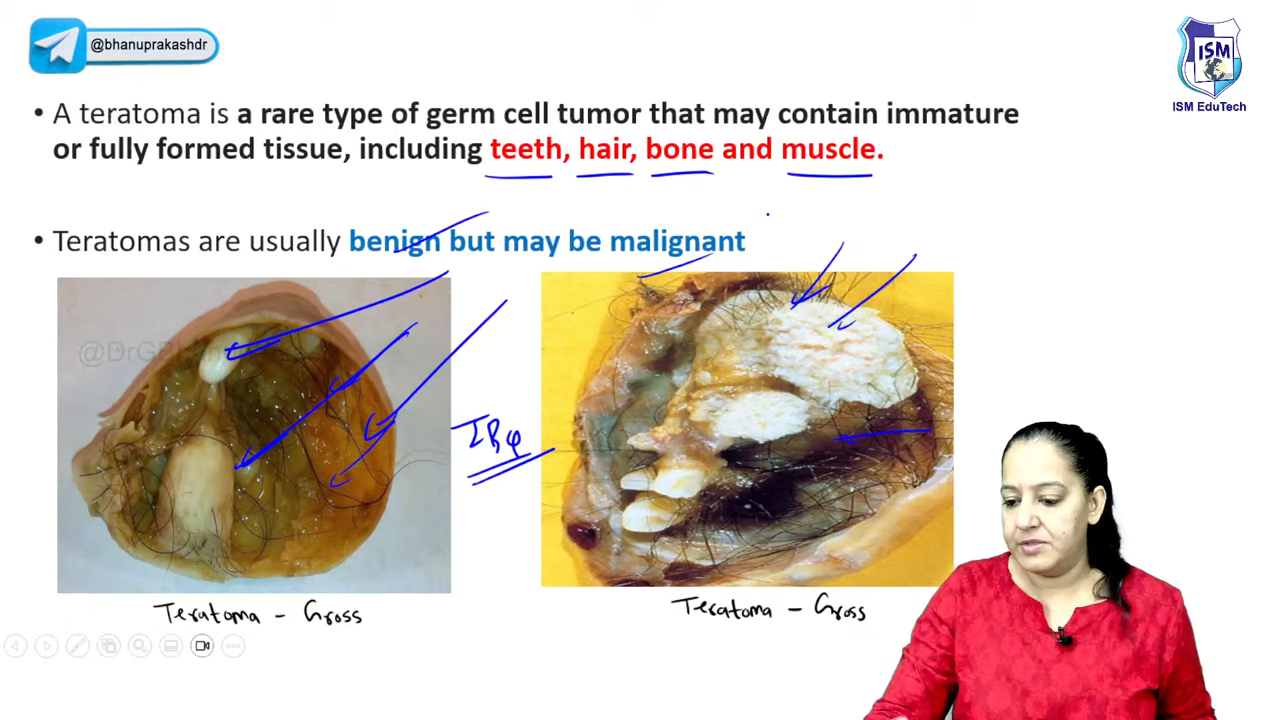 @bhanuprakashdr
ISM
ISM EduTech
• A teratoma is a rare type of germ cell tumor that may contain immature
or fully formed tissue, including teeth, hair, bone and muscle.
• Teratomas are usually benign but may be malignant
IBQ
Teratoma - Gross
Teratoma - Gross